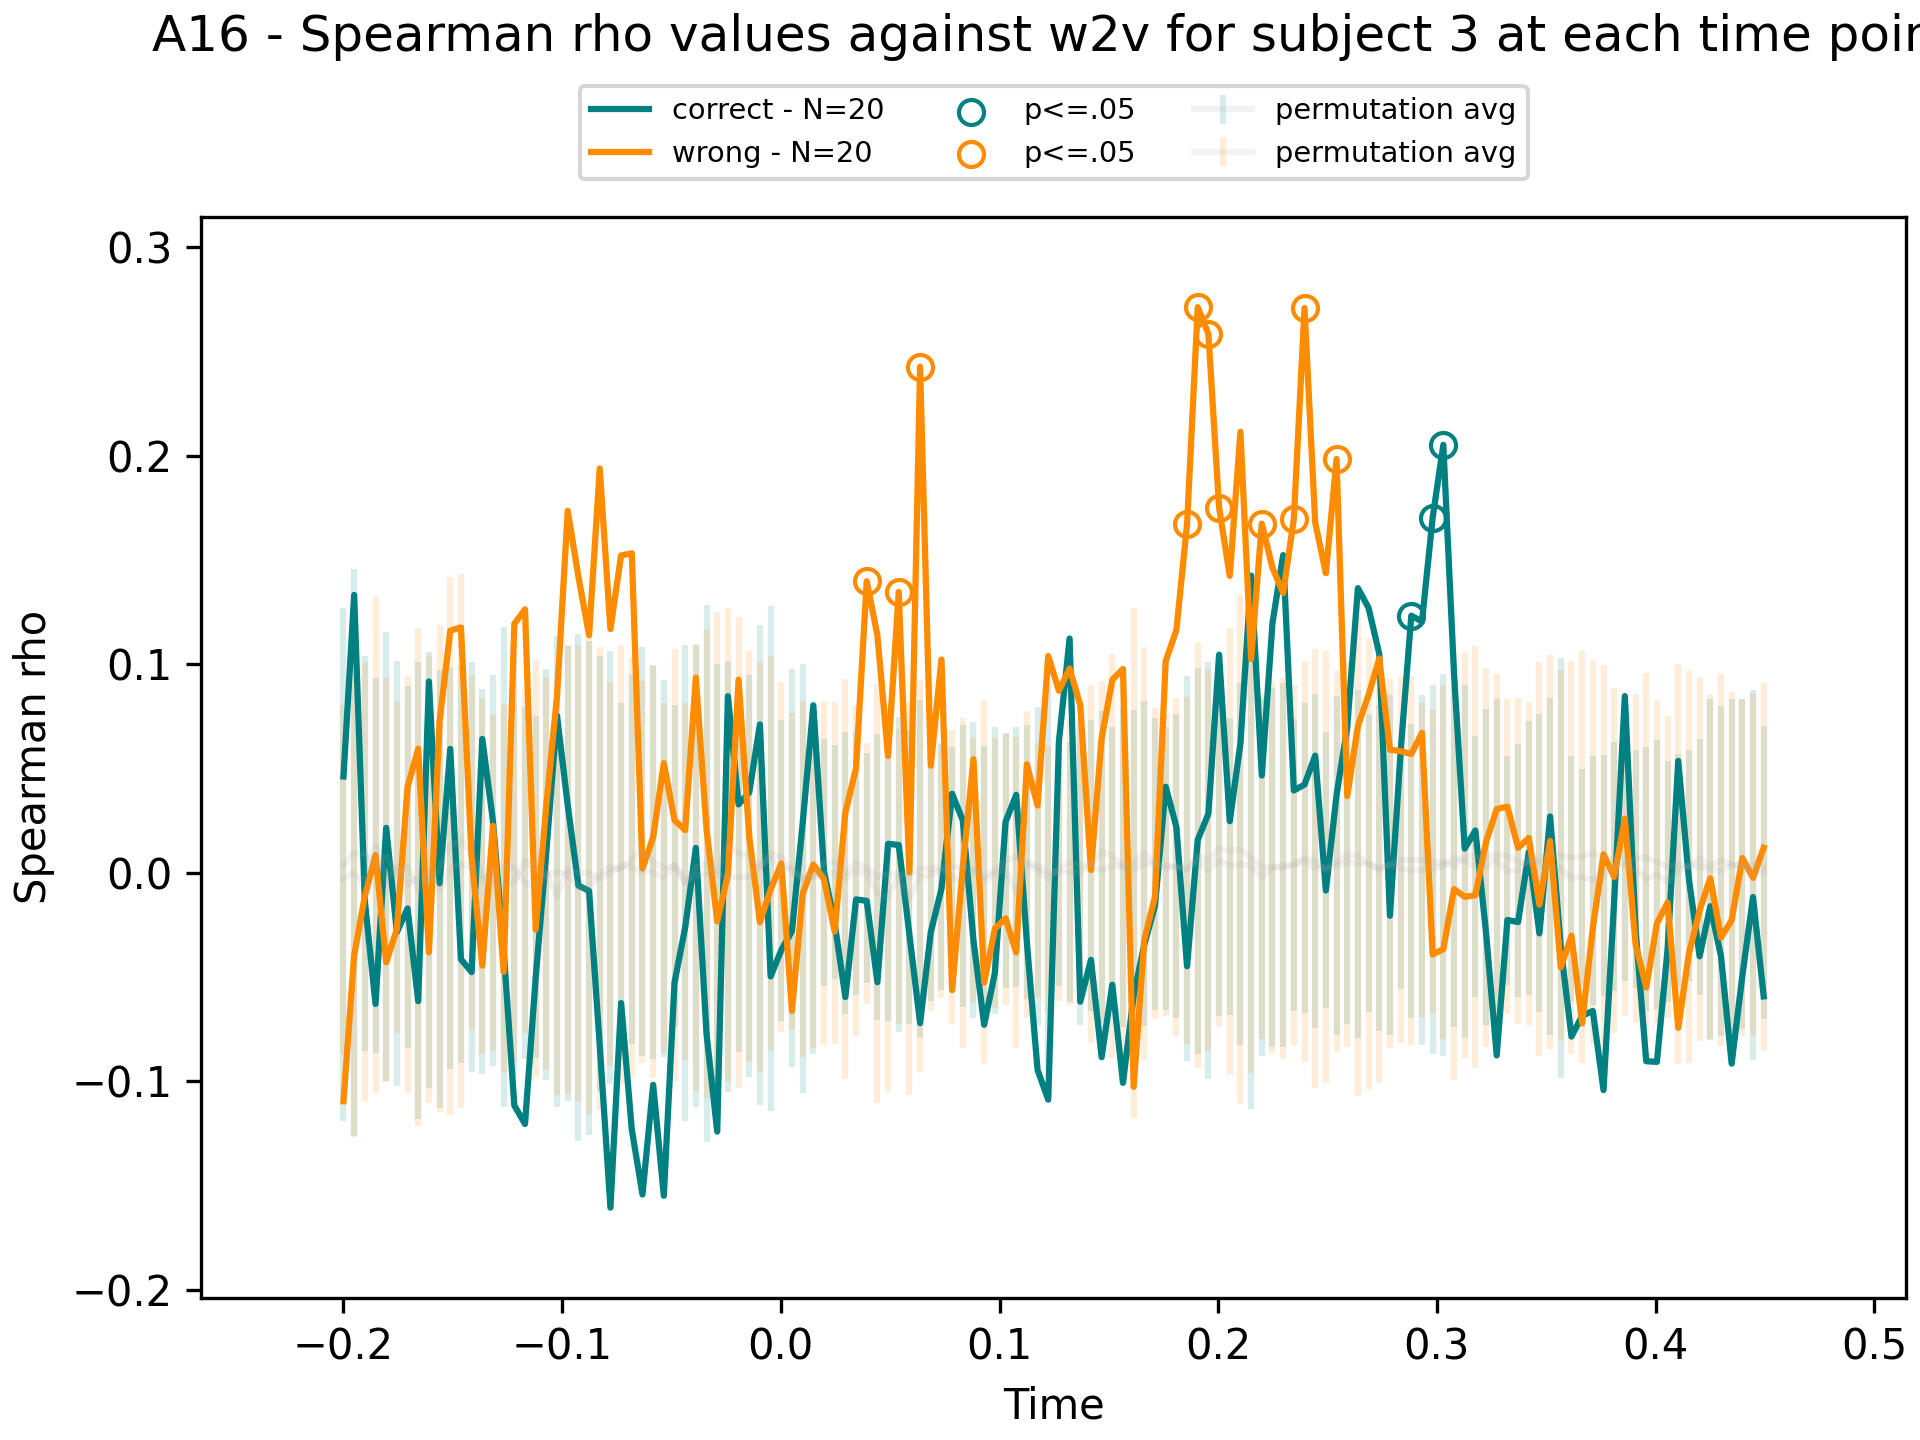 A16 - Spearman rho values against w2v for subject 3 at each time
correct - N=20 p<=.05 permutation avg
wrong - N=20 p<=.05 permutation avg
0.3
0.2
0.1
0.0
−0.1
−0.2
Spearman rho
−0.2 −0.1 0.0 0.1 0.2 0.3 0.4 0.5
Time